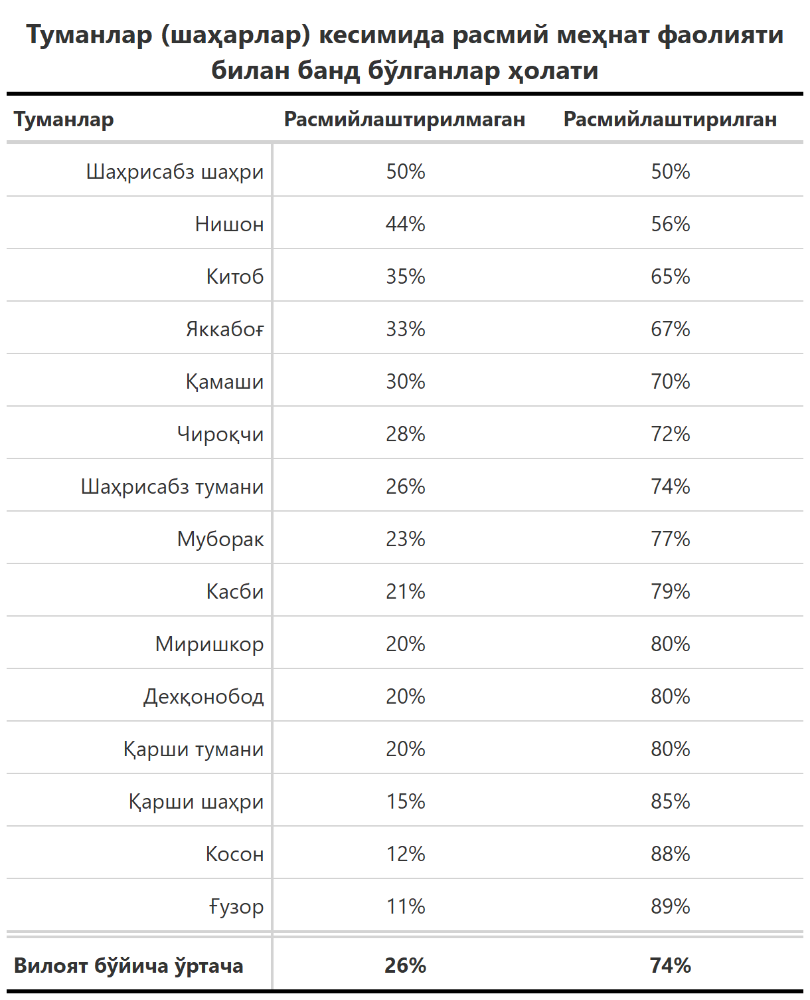 Туманлар (шаҳарлар) кесимида расмий меҳнат фаолияти
билан банд бўлганлар ҳолати
Туманлар Расмийлаштирилмаган Расмийлаштирилган
Шаҳрисабз шаҳри 50% 50%
Нишон 44% 56%
Китоб 35% 65%
Яккабоғ 33% 67%
Қамаши 30% 70%
Чироқчи 28% 72%
Шаҳрисабз тумани 26% 74%
Муборак 23% 77%
Касби 21% 79%
Миришкор 20% 80%
Дехқонобод 20% 80%
Қарши тумани 20% 80%
Қарши шаҳри 15% 85%
Косон 12% 88%
Ғузор 11% 89%
Вилоят бўйича ўртача 26% 74%